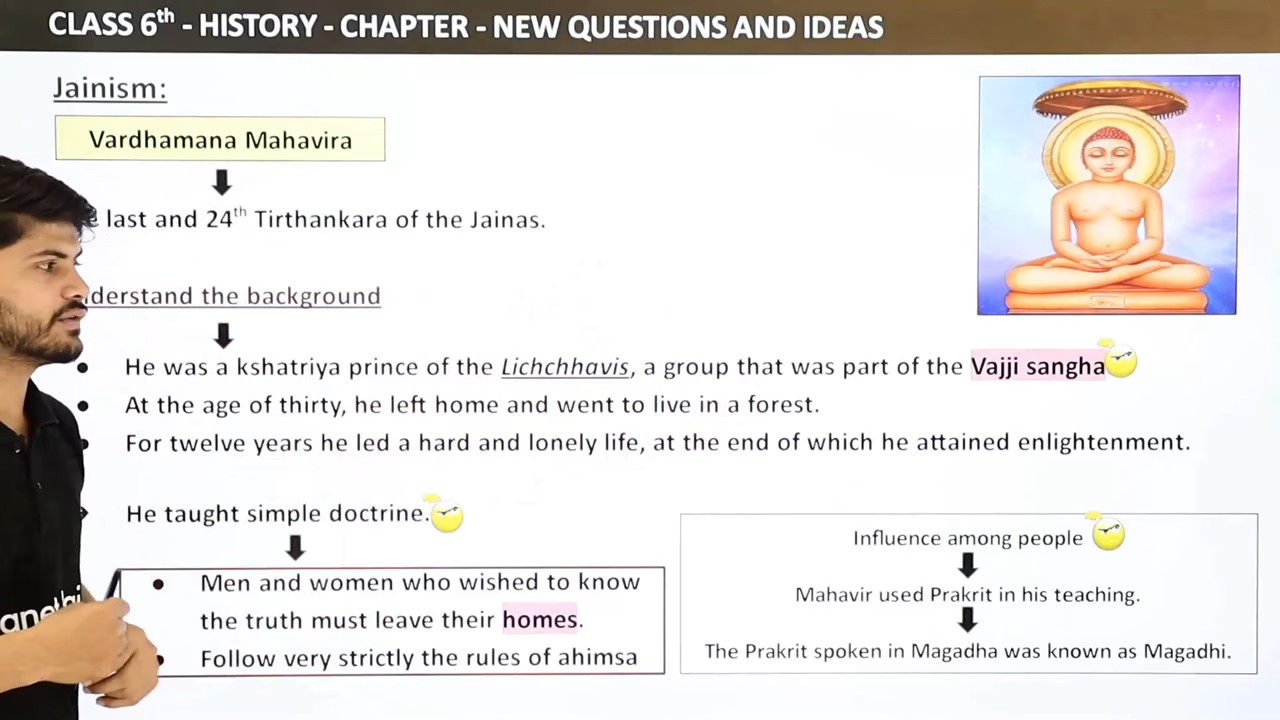 CLASS 6th - HISTORY - CHAPTER - NEW QUESTIONS AND IDEAS
Jainism:
Vardhamana Mahavira
last and 24th Tirthankara of the Jainas.
derstand the background
• He was a kshatriya prince of the Lichchhavis, a group that was part of the Vajji sangha
• At the age of thirty, he left home and went to live in a forest.
• For twelve years he led a hard and lonely life, at the end of which he attained enlightenment.
He taught simple doctrine.
• Men and women who wished to know
the truth must leave their homes.
• Follow very strictly the rules of ahimsa
Influence among people
Mahavir used Prakrit in his teaching.
The Prakrit spoken in Magadha was known as Magadhi.